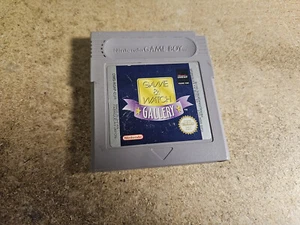 Nintendo GAME BOY
GAME
&
WATCH
GALLERY
Nintendo